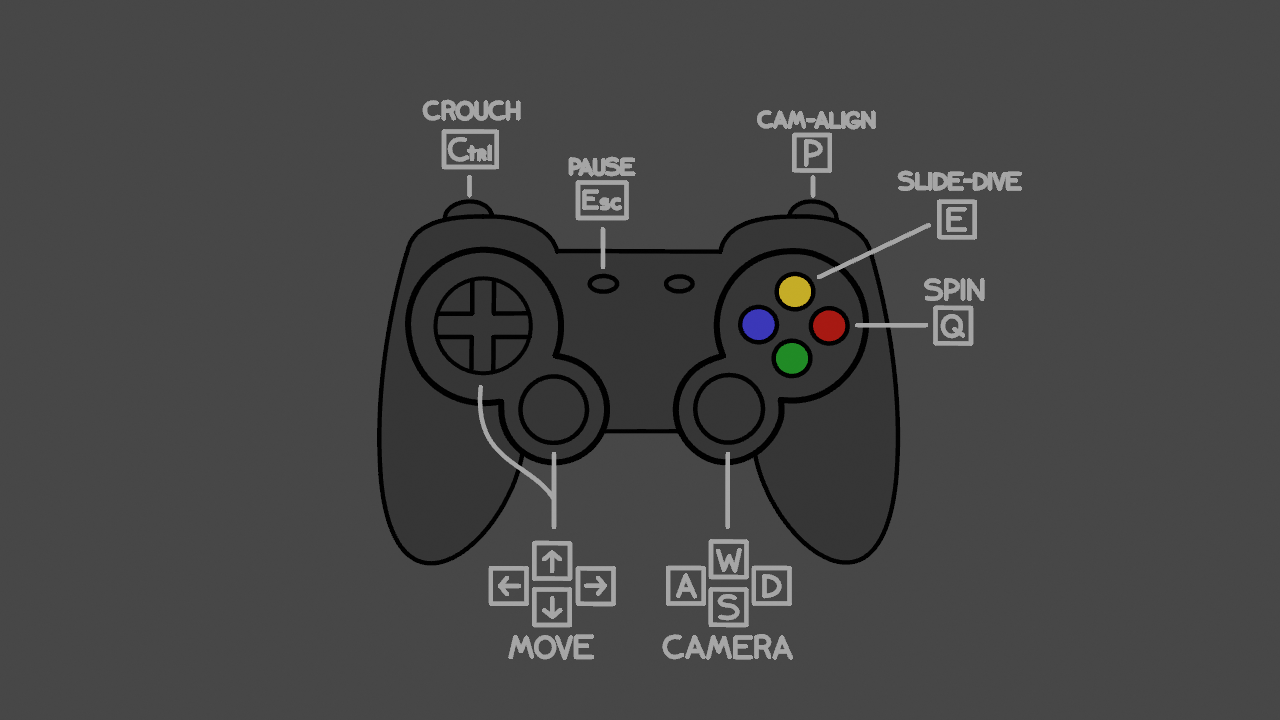 CROUCH
Ctrl
PAUSE
Esc
CAM-ALIGN
P
SLIDE-DIVE
E
SPIN
Q
↑
← →
↓
MOVE
W
A D
S
CAMERA